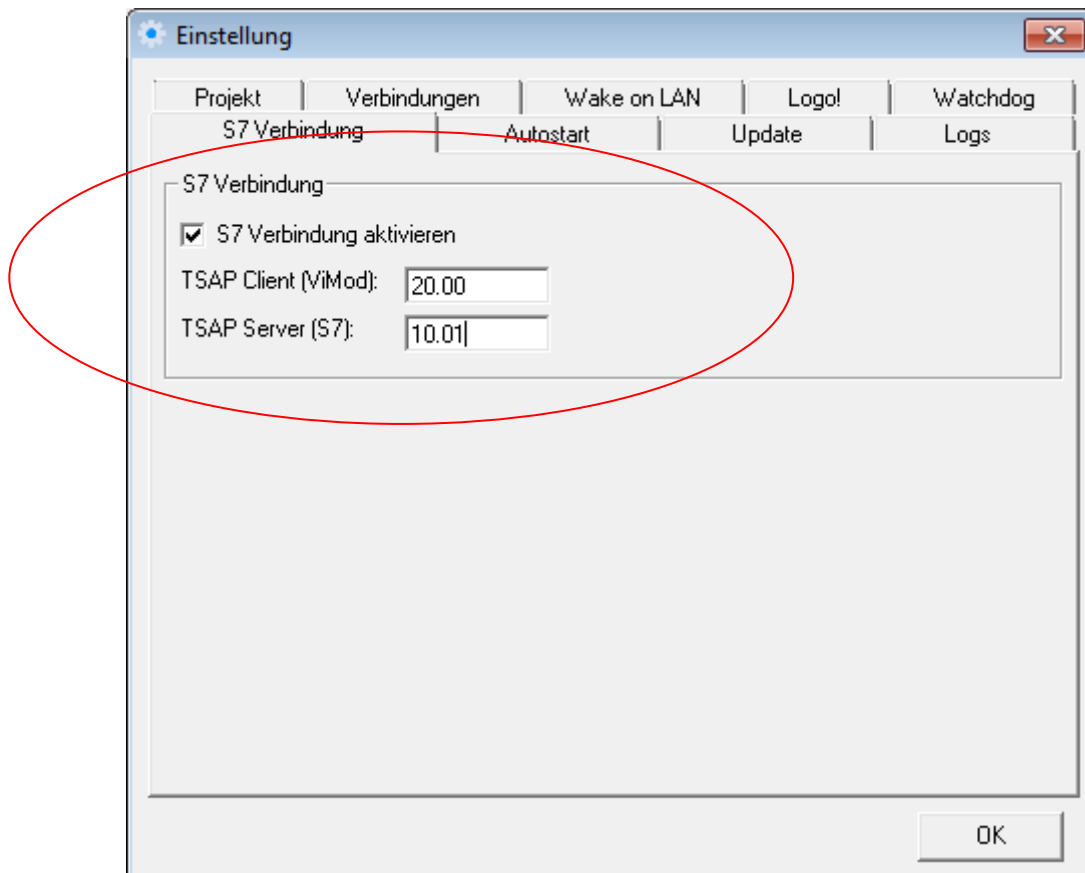 Einstellung
Projekt Verbindungen Wake on LAN Logo! Watchdog
S7 Verbindung Autostart Update Logs
S7 Verbindung
S7 Verbindung aktivieren
TSAP Client (ViMod): 20.00
TSAP Server (S7): 10.01
OK